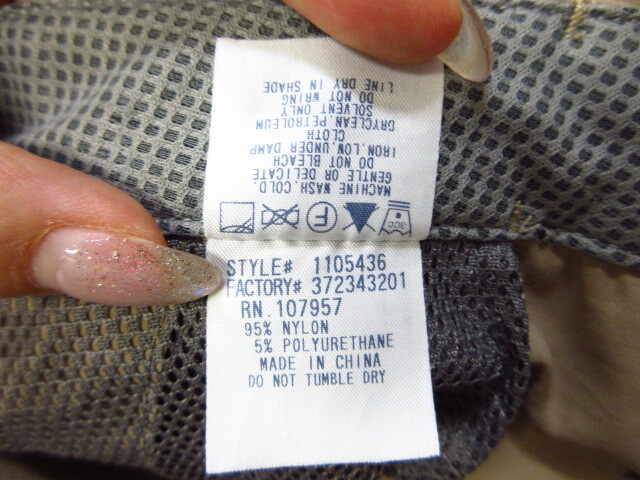 MACHINE WASH.COLD.
GENTLE OR DELICATE
DO NOT BLEACH
IRON.LOW.UNDER DAMP
CLOTH
DRYCLEAN.PETROLEUM
SOLVENT ONLY
DO NOT WRING
LINE DRY IN SHADE
30C
F
STYLE# 1105436
FACTORY# 372343201
RN.107957
95% NYLON
5% POLYURETHANE
MADE IN CHINA
DO NOT TUMBLE DRY